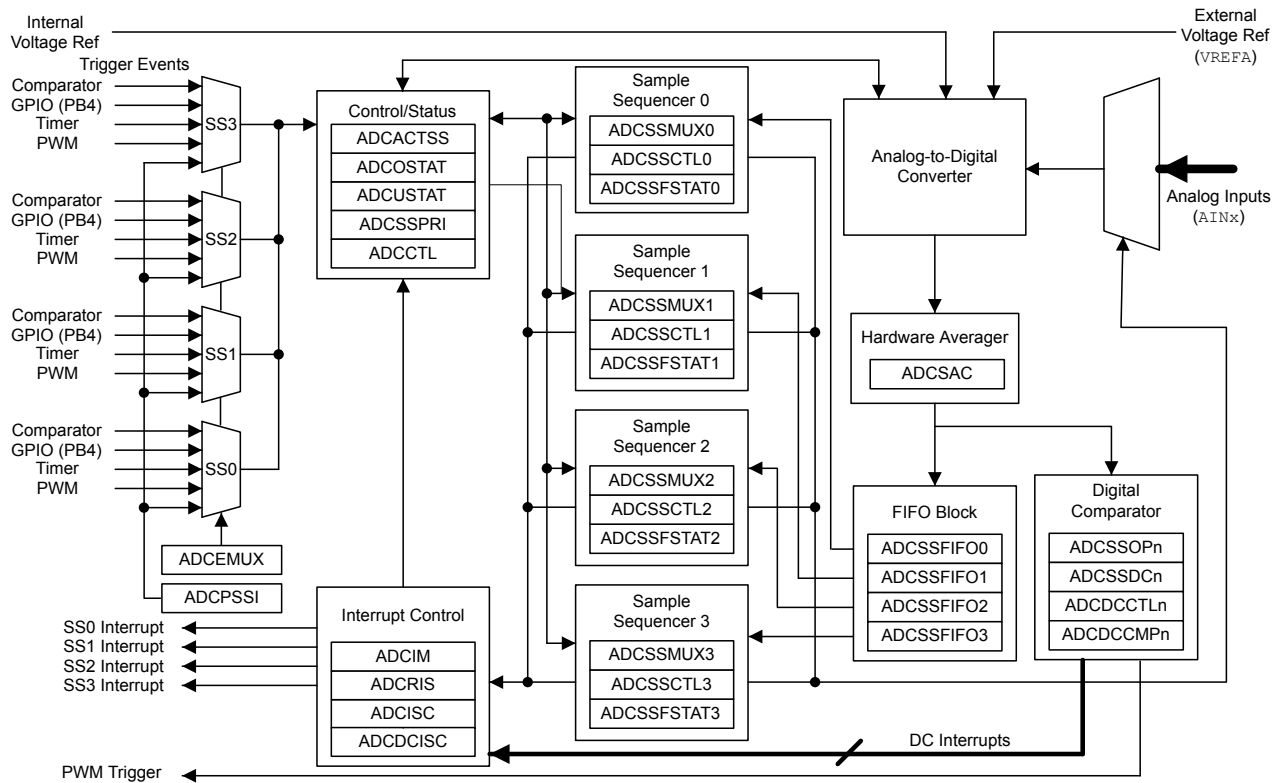 Internal
Voltage Ref
External
Voltage Ref
(VREFA)
Trigger Events
Comparator
GPIO (PB4)
Timer
PWM
SS3
Comparator
GPIO (PB4)
Timer
PWM
SS2
Comparator
GPIO (PB4)
Timer
PWM
SS1
Comparator
GPIO (PB4)
Timer
PWM
SS0
ADCEMUX
ADCPSSI
SS0 Interrupt
SS1 Interrupt
SS2 Interrupt
SS3 Interrupt
PWM Trigger
Control/Status
ADCACTSS
ADCOSTAT
ADCUSTAT
ADCSSPRI
ADCCTL
Interrupt Control
ADCIM
ADCRIS
ADCISC
ADCDCISC
Sample
Sequencer 0
ADCSSMUX0
ADCSSCTL0
ADCSSFSTAT0
Sample
Sequencer 1
ADCSSMUX1
ADCSSCTL1
ADCSSFSTAT1
Sample
Sequencer 2
ADCSSMUX2
ADCSSCTL2
ADCSSFSTAT2
Sample
Sequencer 3
ADCSSMUX3
ADCSSCTL3
ADCSSFSTAT3
Analog-to-Digital
Converter
Analog Inputs
(AINx)
Hardware Averager
ADCSAC
FIFO Block
ADCSSFIFO0
ADCSSFIFO1
ADCSSFIFO2
ADCSSFIFO3
Digital
Comparator
ADCSSOPn
ADCSSDCn
ADCDCCTLn
ADCDCCMPn
DC Interrupts